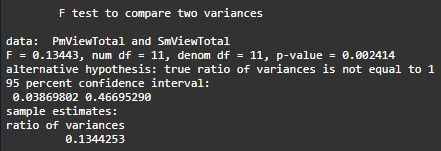 F test to compare two variances
data: PmViewTotal and SmViewTotal
F = 0.13443, num df = 11, denom df = 11, p-value = 0.002414
alternative hypothesis: true ratio of variances is not equal to 1
95 percent confidence interval:
0.03869802 0.46695290
sample estimates:
ratio of variances
0.1344253